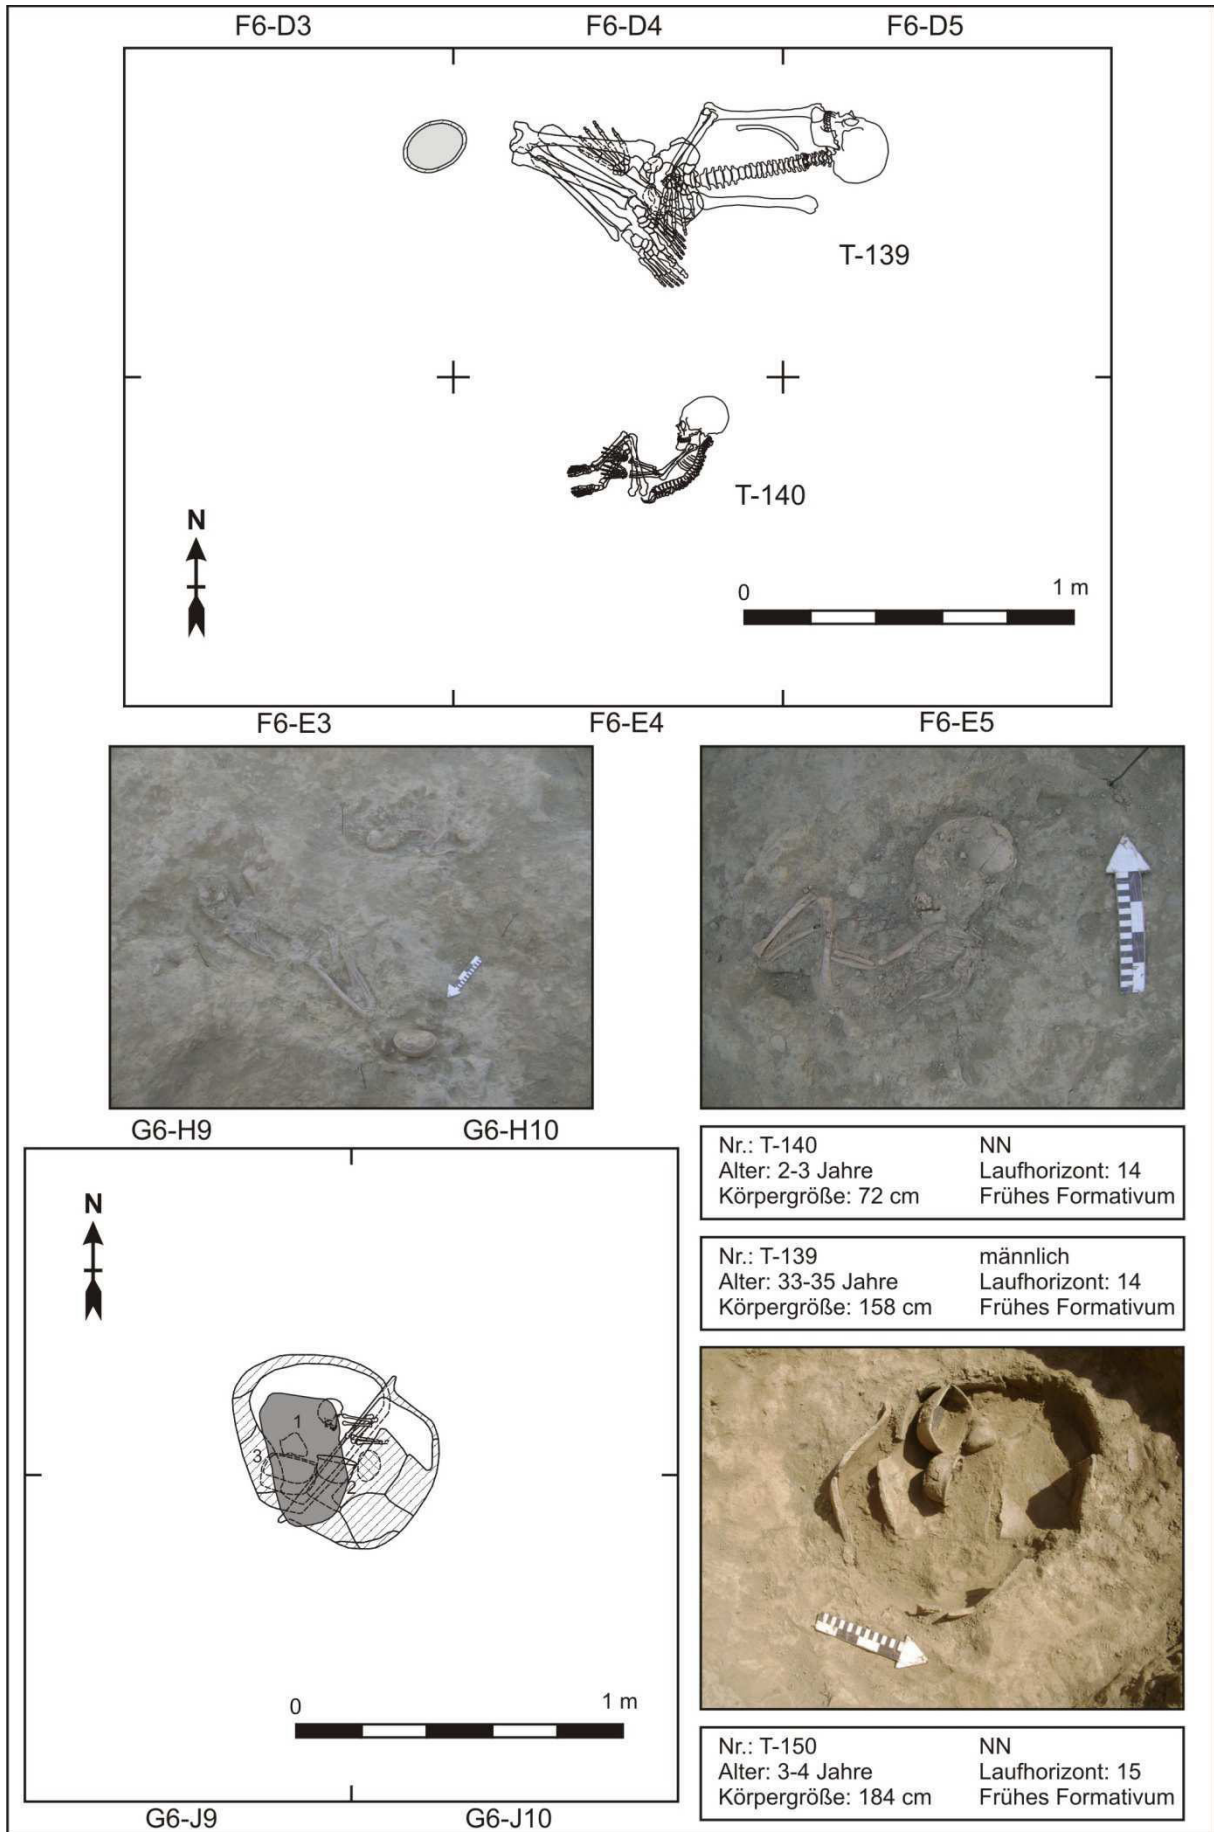 F6-D3 F6-D4 F6-D5
T-139
T-140
N
0 1 m
F6-E3 F6-E4 F6-E5
G6-H9 G6-H10
N
1
3
2
0 1 m
G6-J9 G6-J10
Nr.: T-140 NN
Alter: 2-3 Jahre Laufhorizont: 14
Körpergröße: 72 cm Frühes Formativum
Nr.: T-139 männlich
Alter: 33-35 Jahre Laufhorizont: 14
Körpergröße: 158 cm Frühes Formativum
Nr.: T-150 NN
Alter: 3-4 Jahre Laufhorizont: 15
Körpergröße: 184 cm Frühes Formativum